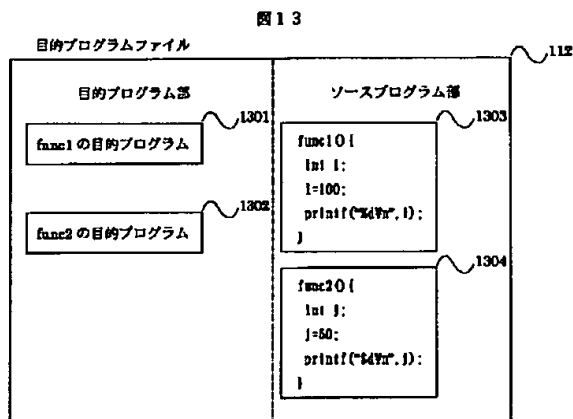 図13
目的プログラムファイル
112
目的プログラム部
1301
func1の目的プログラム
1302
func2の目的プログラム
ソースプログラム部
1303
func1(){
int i;
i=100;
printf("%d¥n", i);
}
1304
func2(){
int j;
j=50;
printf("%d¥n", j);
}